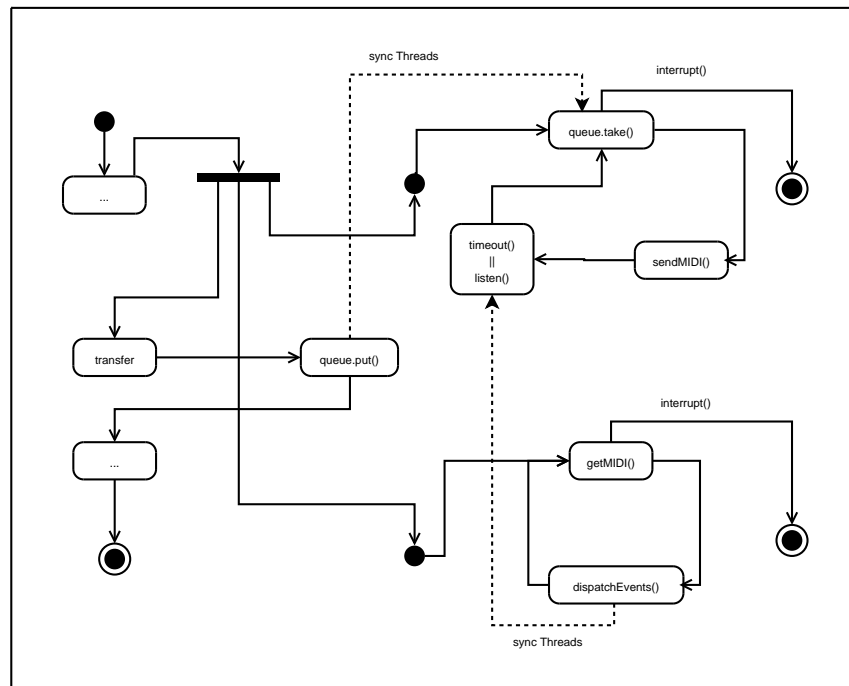 sync Threads
interrupt()
queue.take()
...
timeout()
||
listen()
sendMIDI()
transfer
queue.put()
interrupt()
...
getMIDI()
dispatchEvents()
sync Threads